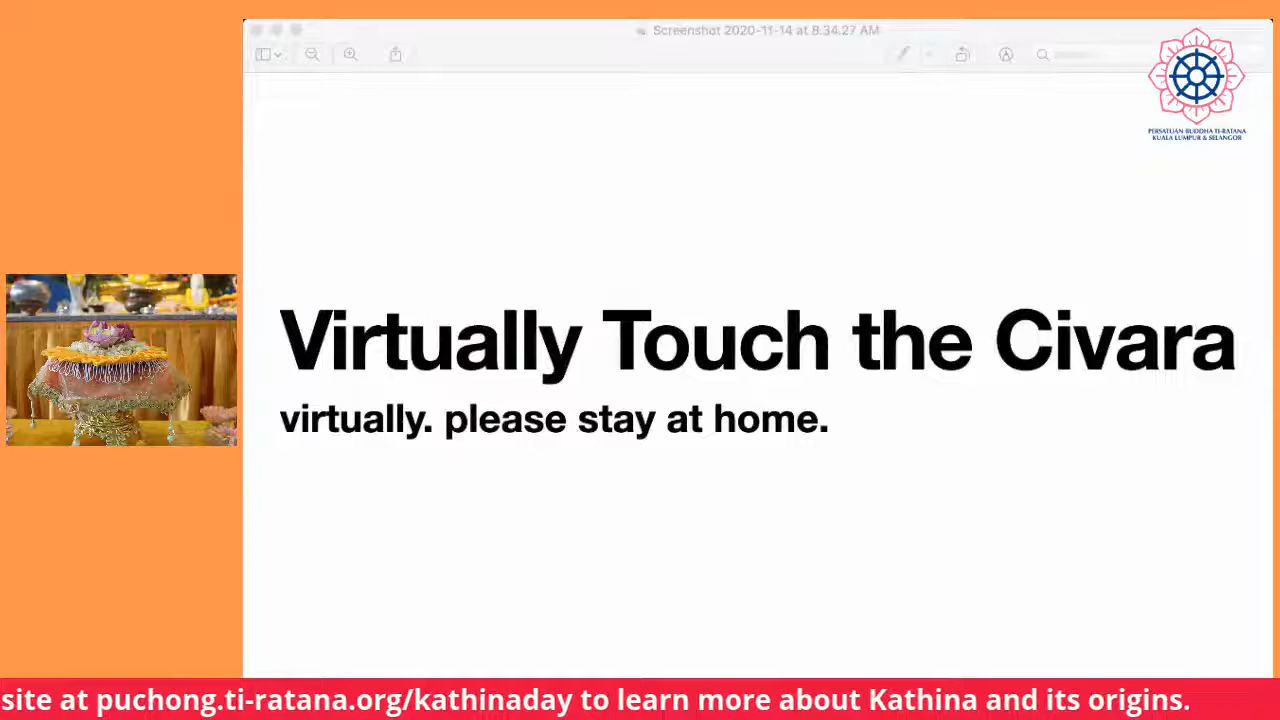 Screenshot 2020-11-14 at 8.34.27 AM
PERSATUAN BUDDHA TI-RATANA
KUALA LUMPUR & SELANGOR
Virtually Touch the Civara
virtually. please stay at home.
site at puchong.ti-ratana.org/kathinaday to learn more about Kathina and its origins.